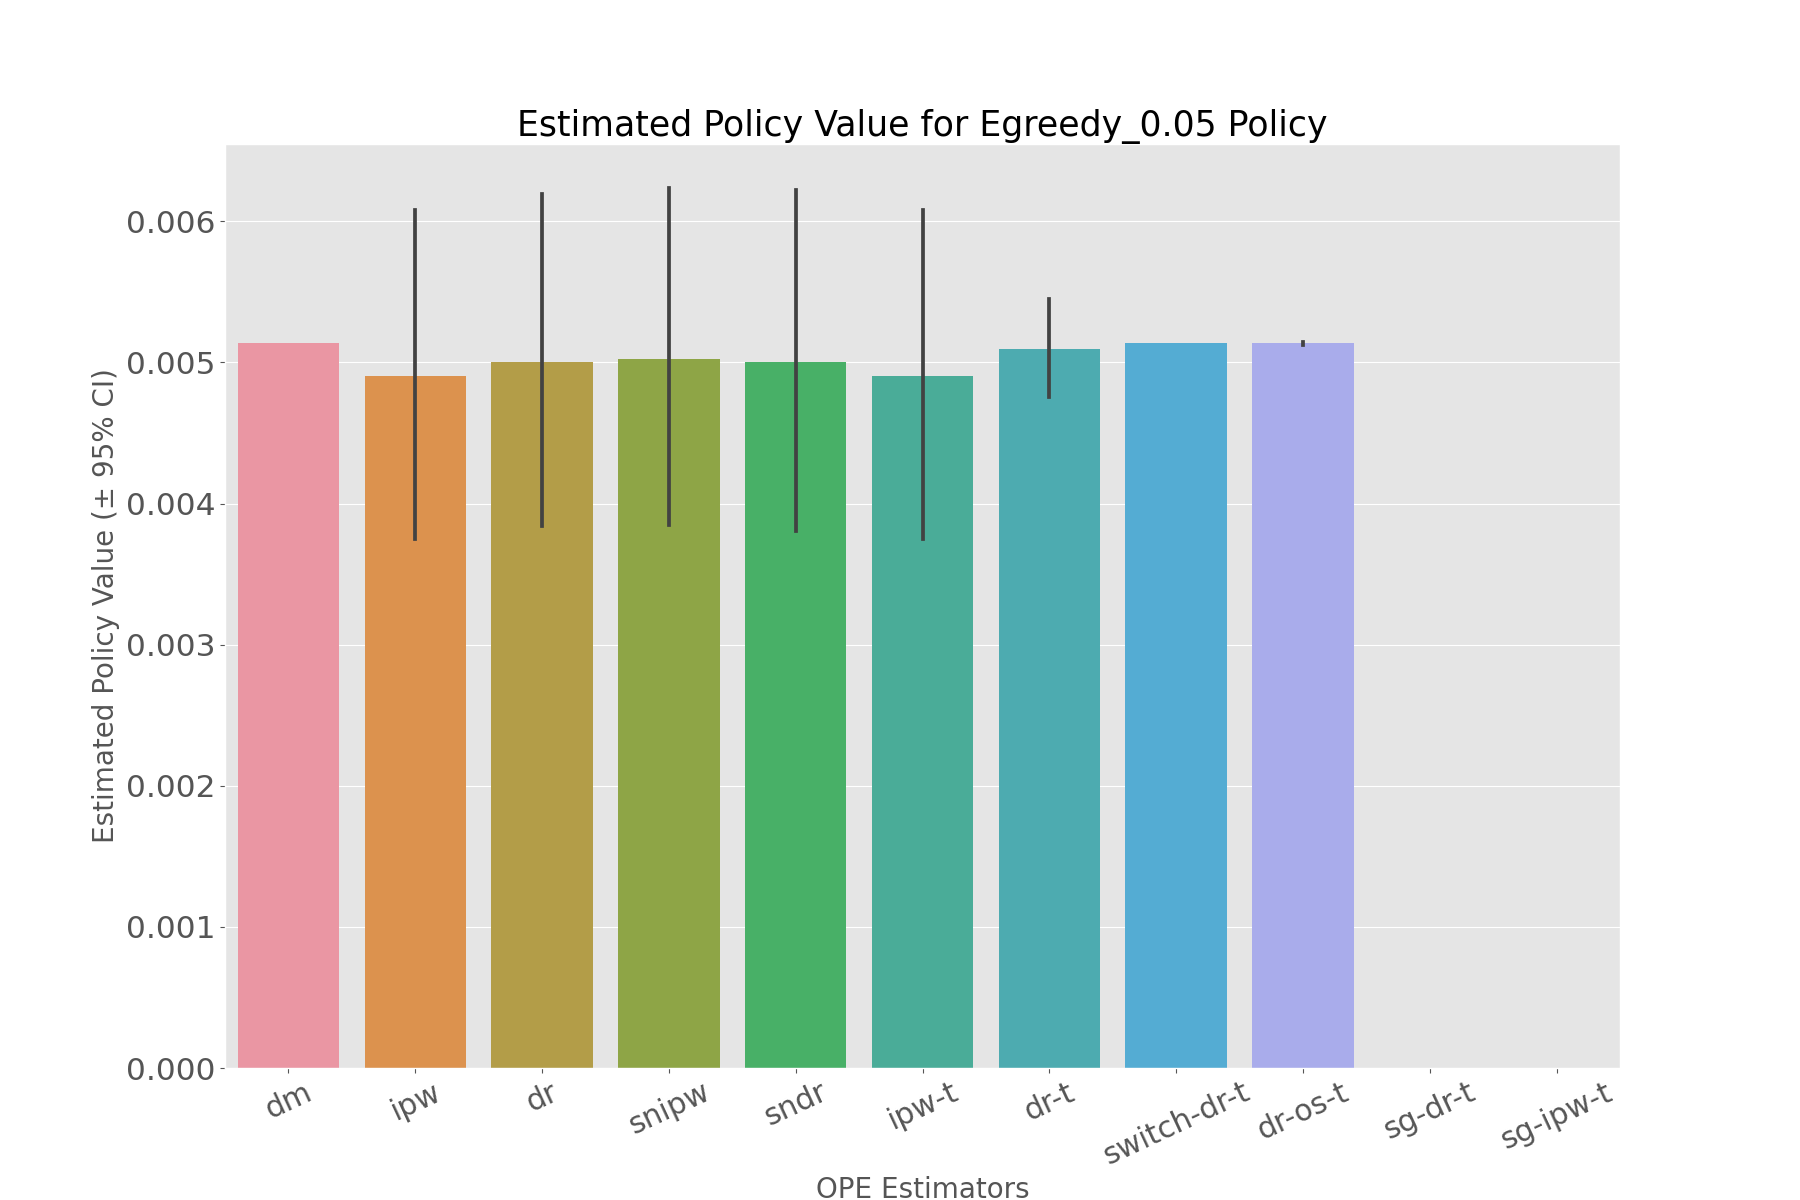 Estimated Policy Value for Egreedy_0.05 Policy
Estimated Policy Value (± 95% CI)
0.006
0.005
0.004
0.003
0.002
0.001
0.000
dm
ipw
dr
snipw
sndr
ipw-t
dr-t
switch-dr-t
dr-os-t
sg-dr-t
sg-ipw-t
OPE Estimators